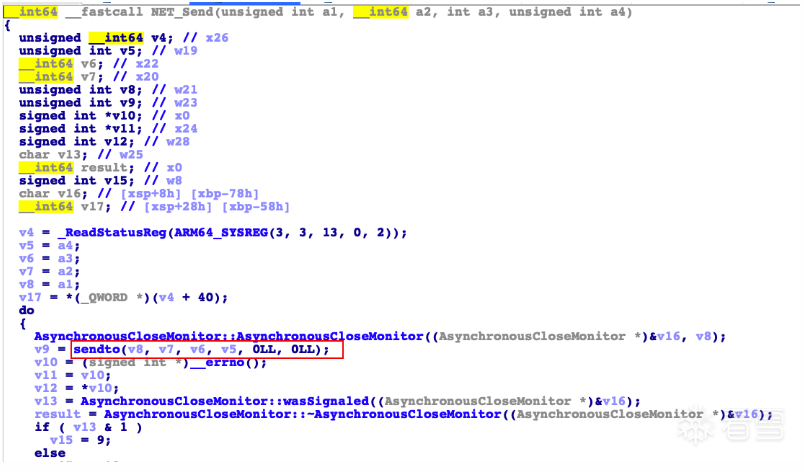 __int64 __fastcall NET_Send(unsigned int a1, __int64 a2, int a3, unsigned int a4)
{
unsigned __int64 v4; // x26
unsigned int v5; // w19
__int64 v6; // x22
__int64 v7; // x20
unsigned int v8; // w21
unsigned int v9; // w23
signed int *v10; // x0
signed int *v11; // x24
signed int v12; // w28
char v13; // w25
__int64 result; // x0
signed int v15; // w8
char v16; // [xsp+8h] [xbp-78h]
__int64 v17; // [xsp+28h] [xbp-58h]
v4 = _ReadStatusReg(ARM64_SYSREG(3, 3, 13, 0, 2));
v5 = a4;
v6 = a3;
v7 = a2;
v8 = a1;
v17 = *(_QWORD *)(v4 + 40);
do
{
AsynchronousCloseMonitor::AsynchronousCloseMonitor((AsynchronousCloseMonitor *)&v16, v8);
v9 = sendto(v8, v7, v6, v5, 0LL, 0LL);
v10 = (signed int *)__errno();
v11 = v10;
v12 = *v10;
v13 = AsynchronousCloseMonitor::wasSignaled((AsynchronousCloseMonitor *)&v16);
result = AsynchronousCloseMonitor::~AsynchronousCloseMonitor((AsynchronousCloseMonitor *)&v16);
if ( v13 & 1 )
v15 = 9;
else
看雪